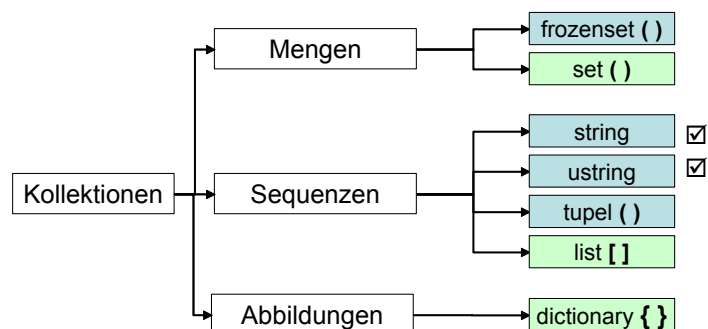 Mengen
frozenset ( )
set ( )
Kollektionen
Sequenzen
string
ustring
tupel ( )
list [ ]
Abbildungen
dictionary { }